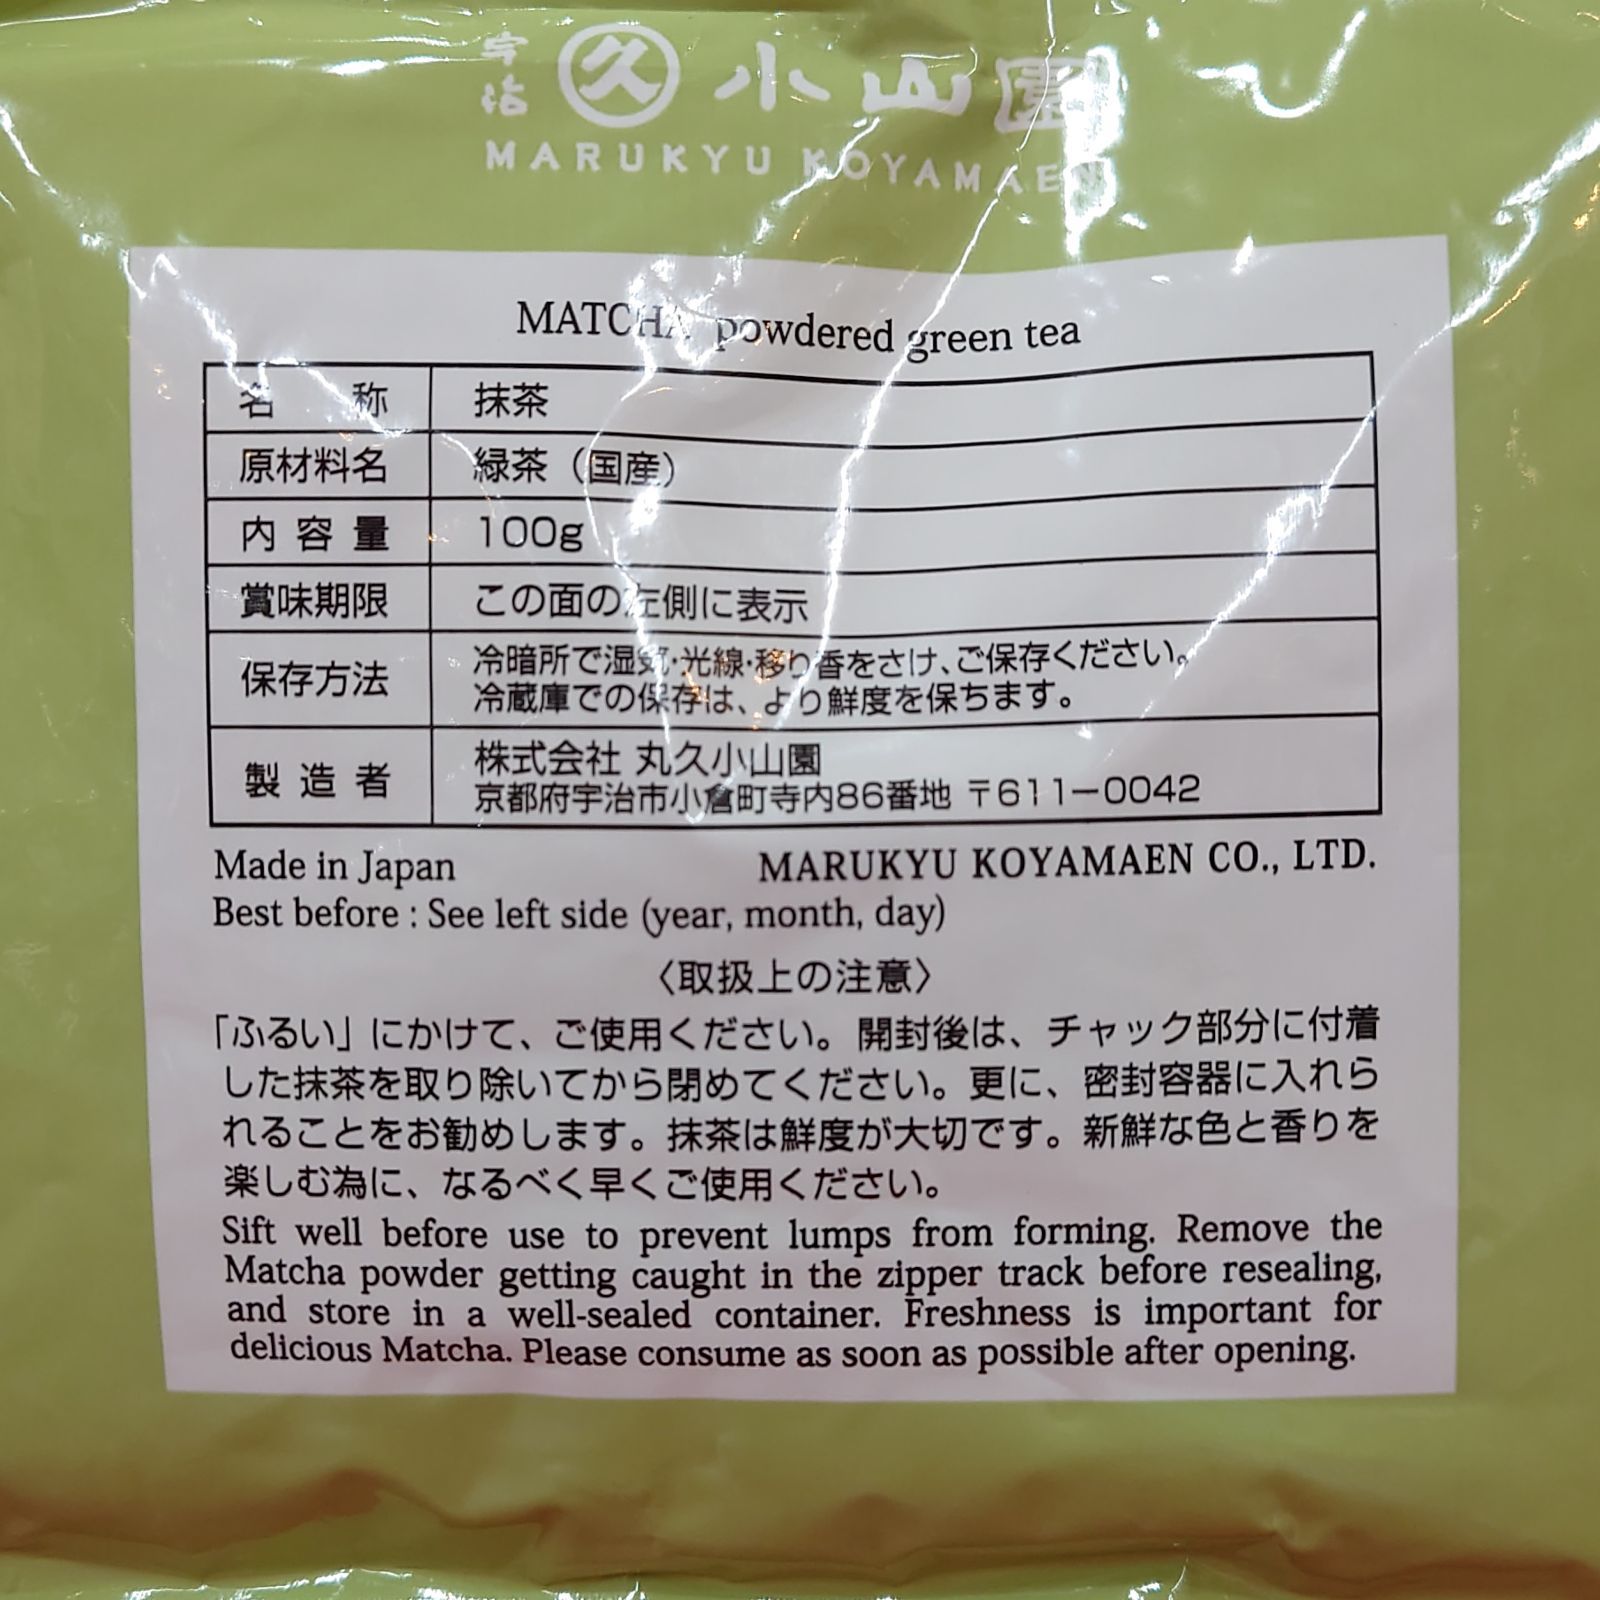 宇治 久 小山園
MARUKYU KOYAMAEN
MATCHA powdered green tea
名称 抹茶
原材料名 緑茶（国産）
内容量 100g
賞味期限 この面の左側に表示
保存方法 冷暗所で湿気・光線・移り香をさけ、ご保存ください。
冷蔵庫での保存は、より鮮度を保ちます。
製造者 株式会社 丸久小山園
京都府宇治市小倉町寺内86番地 〒611－0042
Made in Japan MARUKYU KOYAMAEN CO., LTD.
Best before : See left side (year, month, day)
〈取扱上の注意〉
「ふるい」にかけて、ご使用ください。開封後は、チャック部分に付着
した抹茶を取り除いてから閉めてください。更に、密封容器に入れら
れることをお勧めします。抹茶は鮮度が大切です。新鮮な色と香りを
楽しむ為に、なるべく早くご使用ください。
Sift well before use to prevent lumps from forming. Remove the
Matcha powder getting caught in the zipper track before resealing,
and store in a well-sealed container. Freshness is important for
delicious Matcha. Please consume as soon as possible after opening.